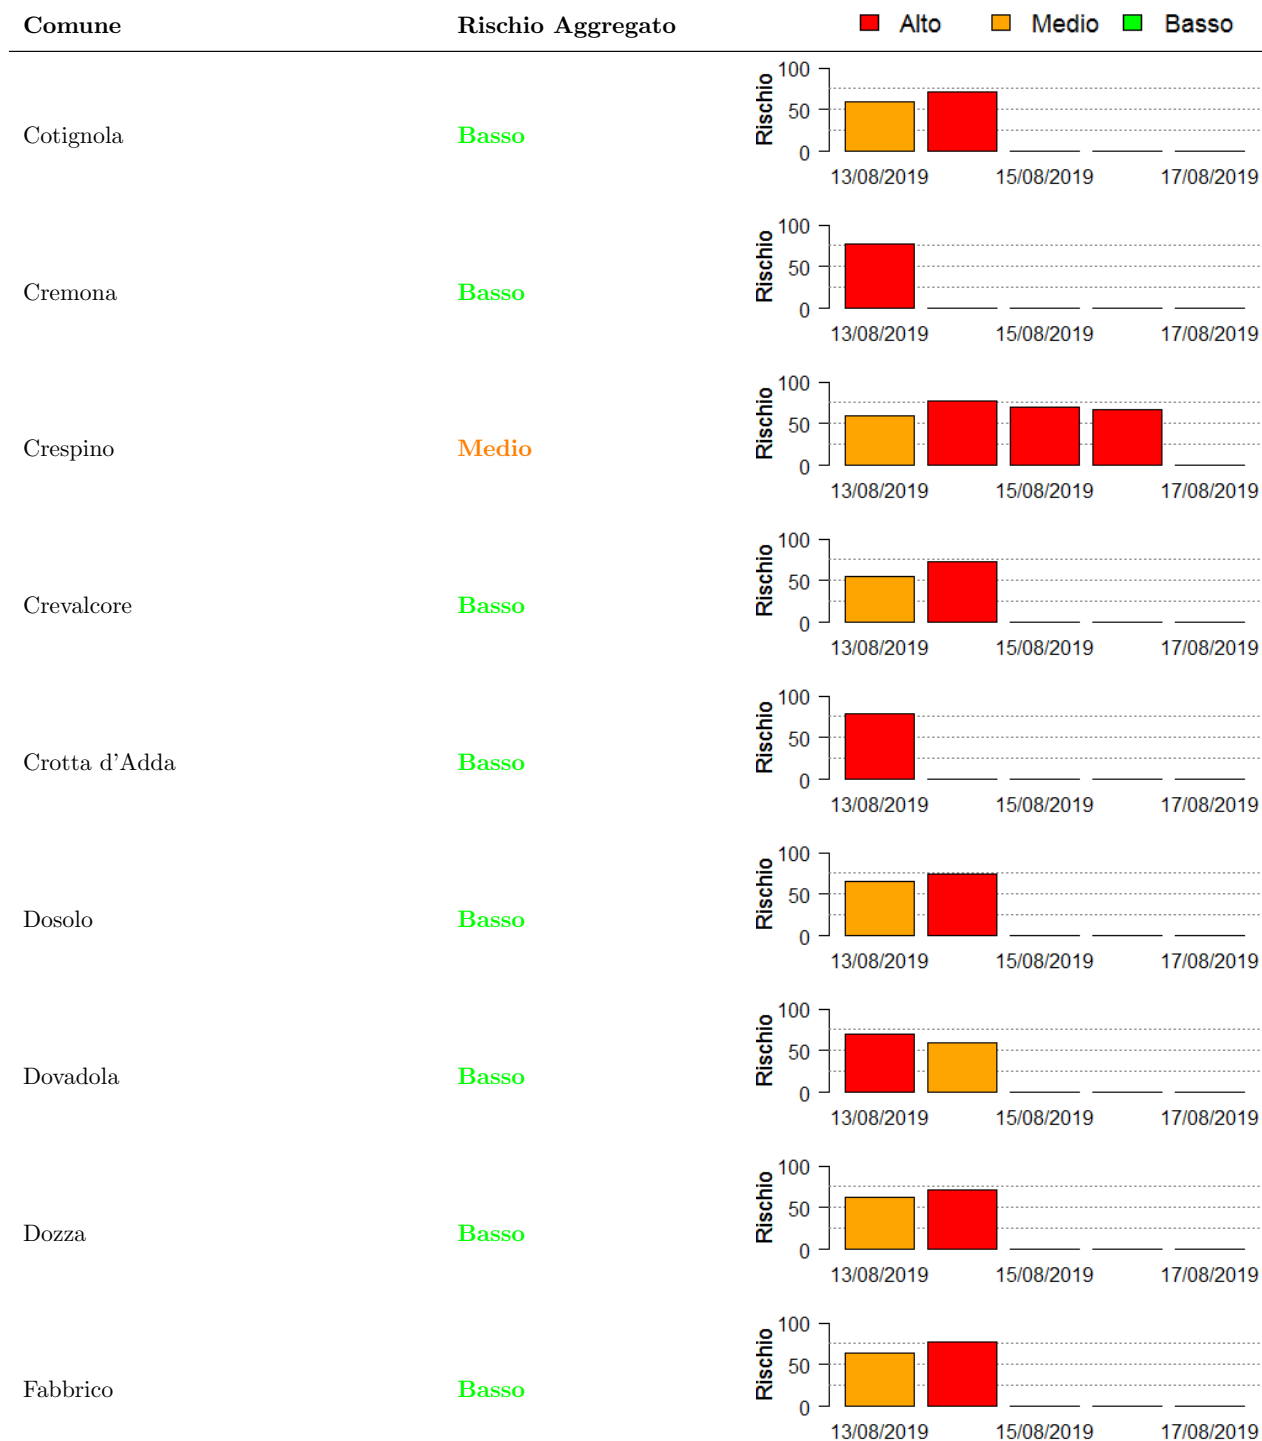 Comune Rischio Aggregato Alto Medio Basso
Cotignola Basso Rischio 100 50 0
13/08/2019 15/08/2019 17/08/2019
Cremona Basso Rischio 100 50 0
13/08/2019 15/08/2019 17/08/2019
Crespino Medio Rischio 100 50 0
13/08/2019 15/08/2019 17/08/2019
Crevalcore Basso Rischio 100 50 0
13/08/2019 15/08/2019 17/08/2019
Crotta d'Adda Basso Rischio 100 50 0
13/08/2019 15/08/2019 17/08/2019
Dosolo Basso Rischio 100 50 0
13/08/2019 15/08/2019 17/08/2019
Dovadola Basso Rischio 100 50 0
13/08/2019 15/08/2019 17/08/2019
Dozza Basso Rischio 100 50 0
13/08/2019 15/08/2019 17/08/2019
Fabbrico Basso Rischio 100 50 0
13/08/2019 15/08/2019 17/08/2019